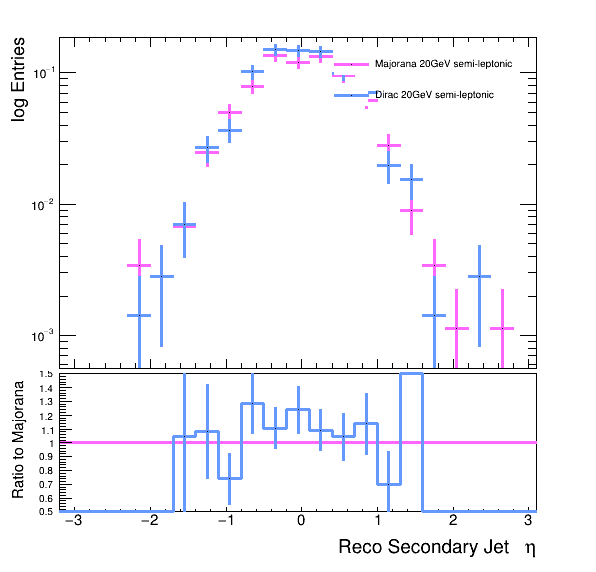 log Entries
10⁻¹
10⁻²
10⁻³
Majorana 20GeV semi-leptonic
Dirac 20GeV semi-leptonic
Ratio to Majorana
1.5
1.4
1.3
1.2
1.1
1
0.9
0.8
0.7
0.6
0.5
−3 −2 −1 0 1 2 3
Reco Secondary Jet η